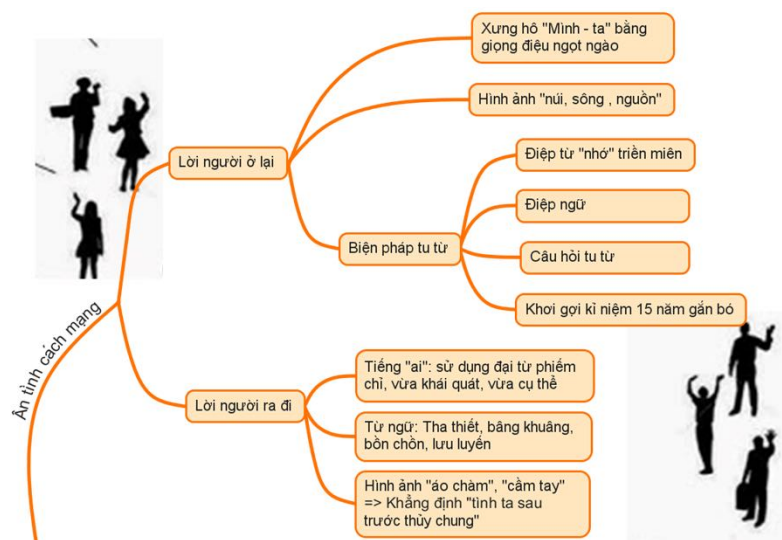 Xưng hô "Mình - ta" bằng
giọng điệu ngọt ngào
Hình ảnh "núi, sông , nguồn"
Lời người ở lại
Điệp từ "nhớ" triền miên
Điệp ngữ
Biện pháp tu từ
Câu hỏi tu từ
Khơi gợi kỉ niệm 15 năm gắn bó
Ân tình cách mạng
Tiếng "ai": sử dụng đại từ phiếm
chỉ, vừa khái quát, vừa cụ thể
Lời người ra đi
Từ ngữ: Tha thiết, bâng khuâng,
bồn chồn, lưu luyến
Hình ảnh "áo chàm", "cầm tay"
=> Khẳng định "tình ta sau
trước thủy chung"